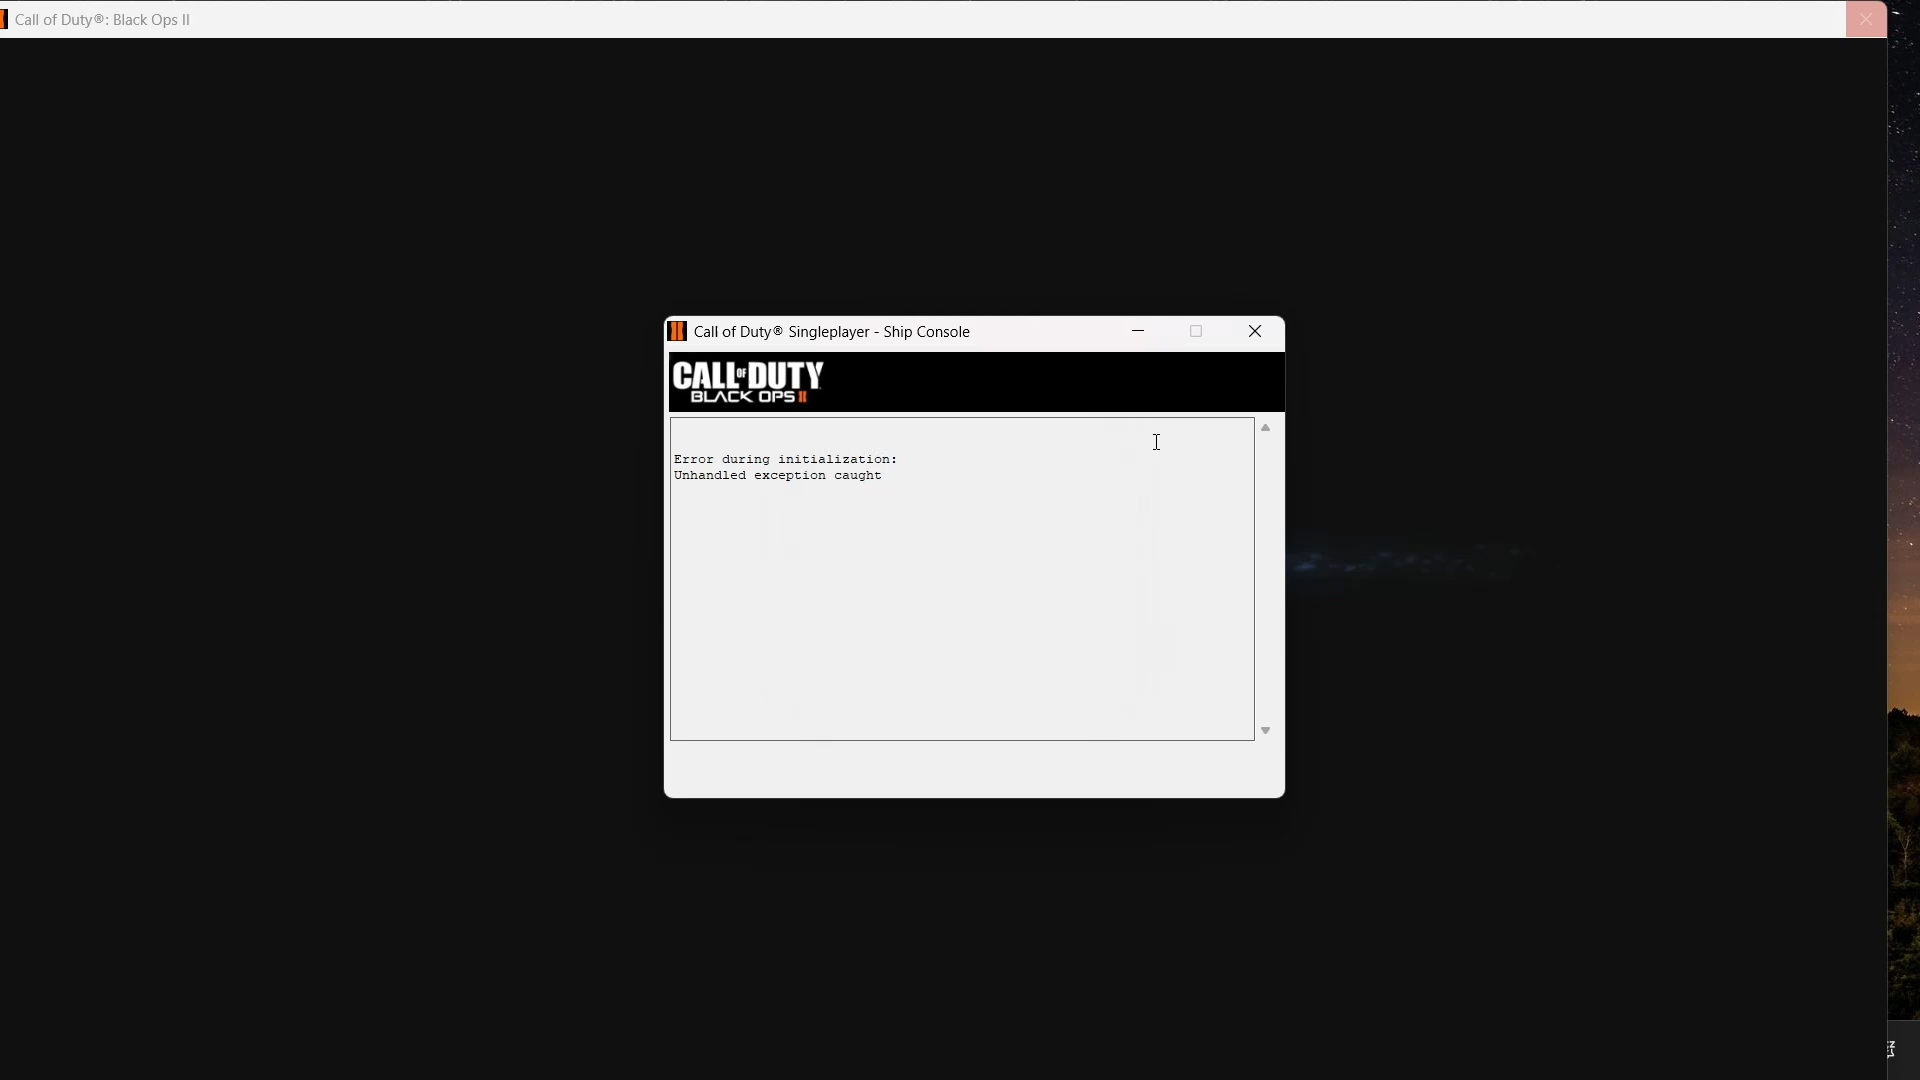 Call of Duty®: Black Ops II
Call of Duty® Singleplayer - Ship Console
CALL OF DUTY
BLACK OPS II
Error during initialization:
Unhandled exception caught